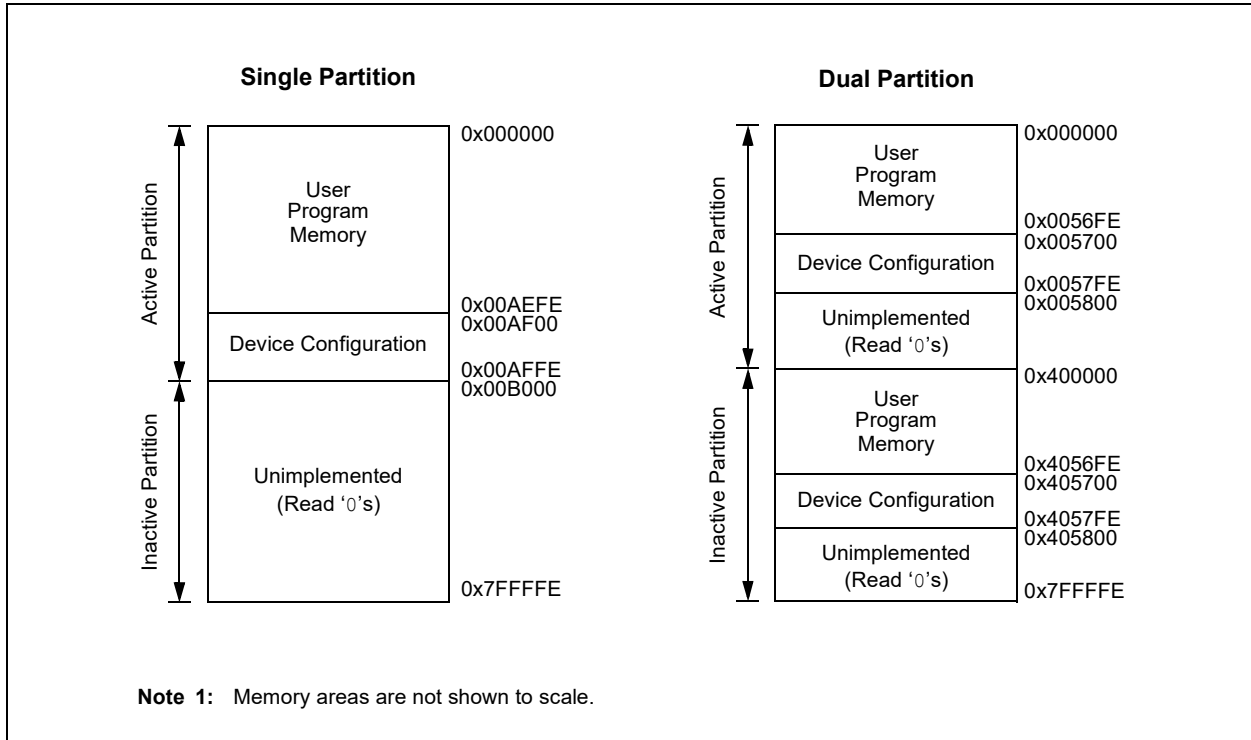 Single Partition
Active Partition
User
Program
Memory
0x000000
0x00AEFE
0x00AF00
Device Configuration
0x00AFFE
0x00B000
Inactive Partition
Unimplemented
(Read ‘0’s)
0x7FFFFE
Dual Partition
Active Partition
0x000000
User
Program
Memory
0x0056FE
0x005700
Device Configuration
0x0057FE
0x005800
Unimplemented
(Read ‘0’s)
Inactive Partition
0x400000
User
Program
Memory
0x4056FE
0x405700
Device Configuration
0x4057FE
0x405800
Unimplemented
(Read ‘0’s)
0x7FFFFE
Note 1: Memory areas are not shown to scale.